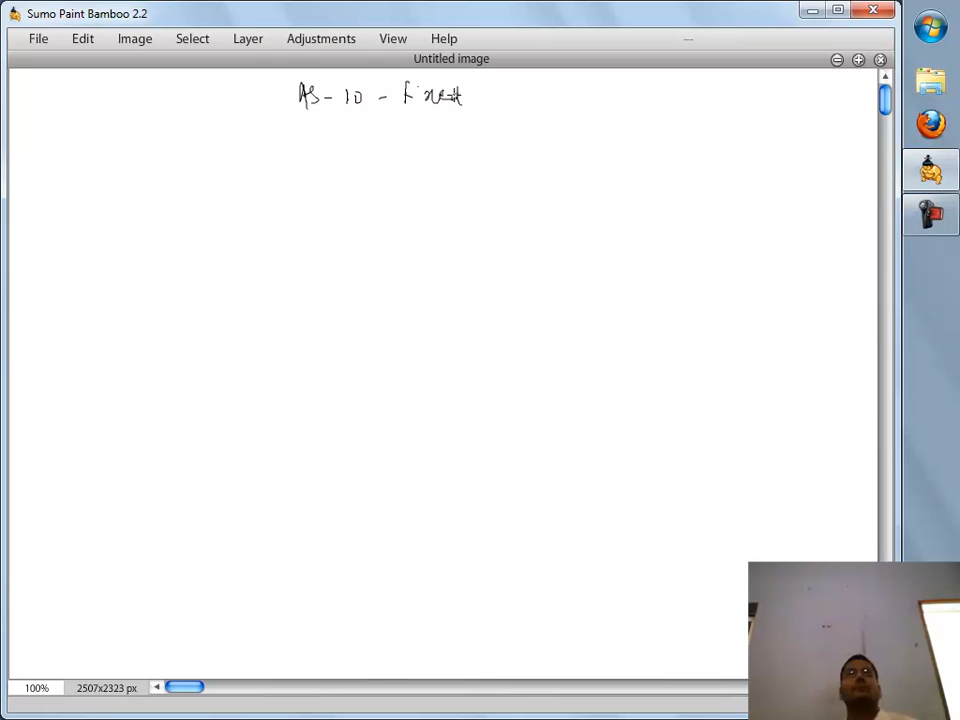 Sumo Paint Bamboo 2.2
File Edit Image Select Layer Adjustments View Help
Untitled image
AS - 10 -
100% 2507x2323 px